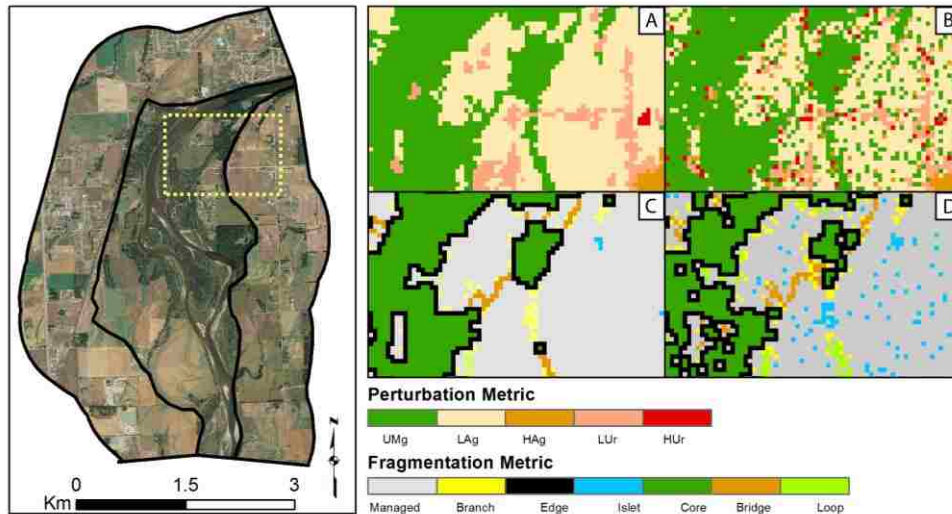 A
B
C
D
N
0 1.5 3
Km
Perturbation Metric
UMg LAg HAg LUr HUr
Fragmentation Metric
Managed Branch Edge Islet Core Bridge Loop